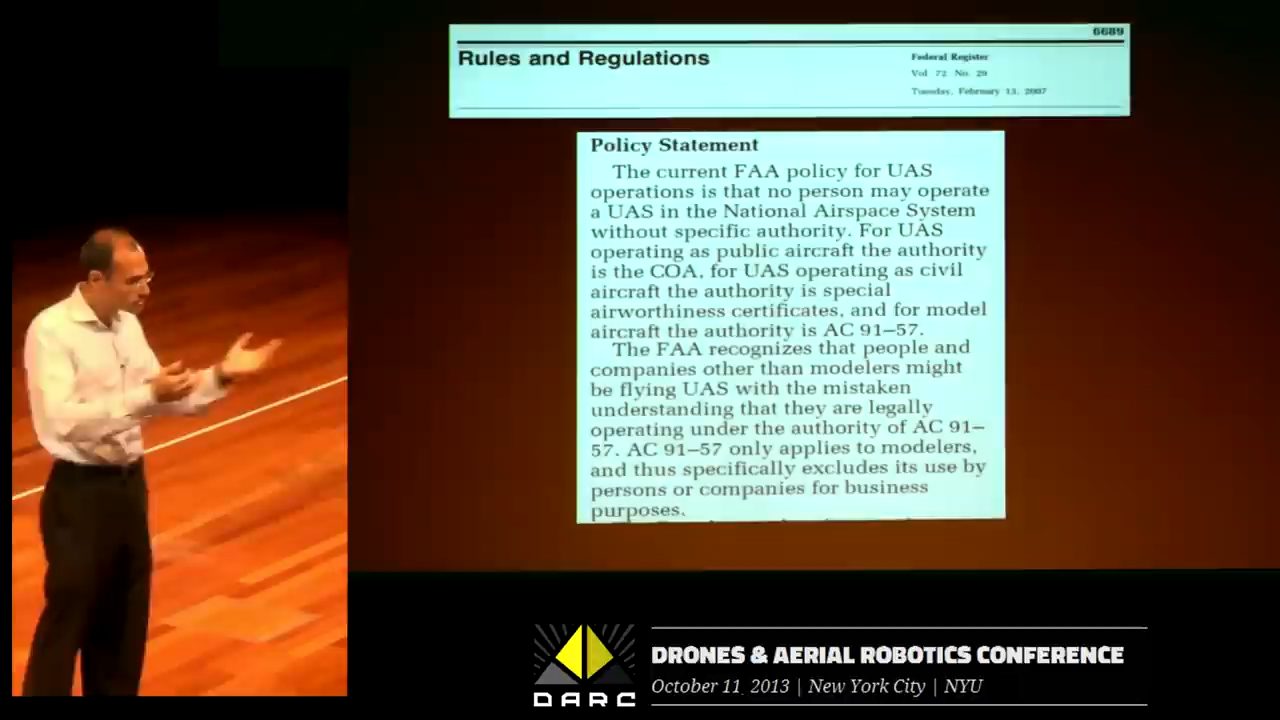 6689
Rules and Regulations
Federal Register
Vol. 72, No. 29
Tuesday, February 13, 2007
Policy Statement
The current FAA policy for UAS
operations is that no person may operate
a UAS in the National Airspace System
without specific authority. For UAS
operating as public aircraft the authority
is the COA, for UAS operating as civil
aircraft the authority is special
airworthiness certificates, and for model
aircraft the authority is AC 91–57.
The FAA recognizes that people and
companies other than modelers might
be flying UAS with the mistaken
understanding that they are legally
operating under the authority of AC 91–
57. AC 91–57 only applies to modelers,
and thus specifically excludes its use by
persons or companies for business
purposes.
DARC
DRONES & AERIAL ROBOTICS CONFERENCE
October 11, 2013 | New York City | NYU